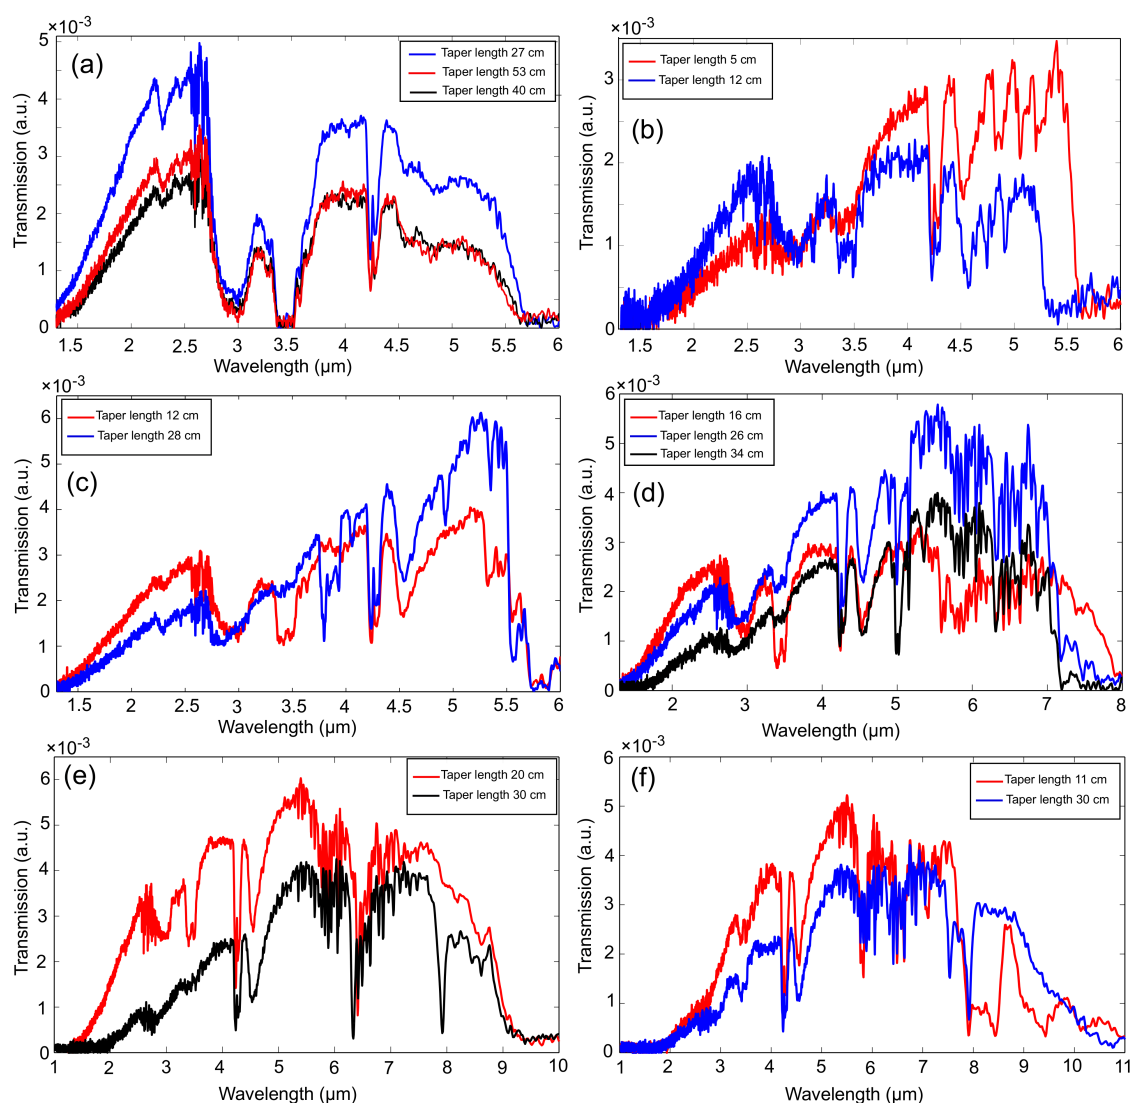 ×10⁻³
(a)
Taper length 27 cm
Taper length 53 cm
Taper length 40 cm
Transmission (a.u.)
5
4
3
2
1
0
1.5 2 2.5 3 3.5 4 4.5 5 5.5 6
Wavelength (μm)
×10⁻³
(b)
Taper length 5 cm
Taper length 12 cm
Transmission (a.u.)
3
2
1
0
1.5 2 2.5 3 3.5 4 4.5 5 5.5 6
Wavelength (μm)
×10⁻³
(c)
Taper length 12 cm
Taper length 28 cm
Transmission (a.u.)
6
5
4
3
2
1
0
1.5 2 2.5 3 3.5 4 4.5 5 5.5 6
Wavelength (μm)
×10⁻³
(d)
Taper length 16 cm
Taper length 26 cm
Taper length 34 cm
Transmission (a.u.)
6
5
4
3
2
1
0
2 3 4 5 6 7 8
Wavelength (μm)
×10⁻³
(e)
Taper length 20 cm
Taper length 30 cm
Transmission (a.u.)
6
5
4
3
2
1
0
1 2 3 4 5 6 7 8 9 10
Wavelength (μm)
×10⁻³
(f)
Taper length 11 cm
Taper length 30 cm
Transmission (a.u.)
6
5
4
3
2
1
0
1 2 3 4 5 6 7 8 9 10 11
Wavelength (μm)